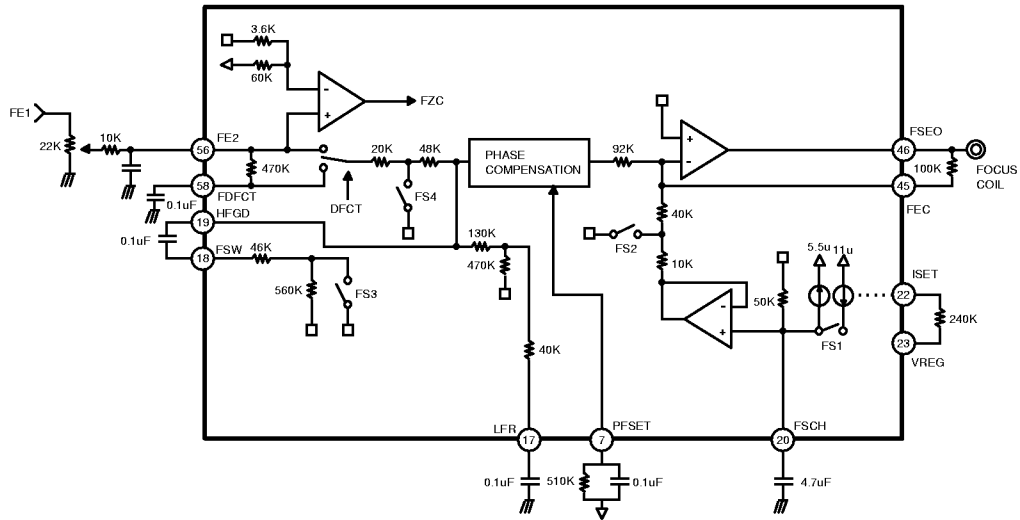 3.6K
60K
FZC
FE1
22K
10K
FE2
56
470K
58
FDFCT
0.1uF
DFCT
20K
48K
FS4
PHASE
COMPENSATION
92K
FSEO
46
100K
45
FEC
FOCUS
COIL
HFGD
19
0.1uF
18
FSW
46K
560K
FS3
130K
470K
40K
FS2
10K
5.5u
11u
50K
FS1
ISET
22
240K
23
VREG
40K
LFR
17
PFSET
7
FSCH
20
0.1uF
510K
0.1uF
4.7uF